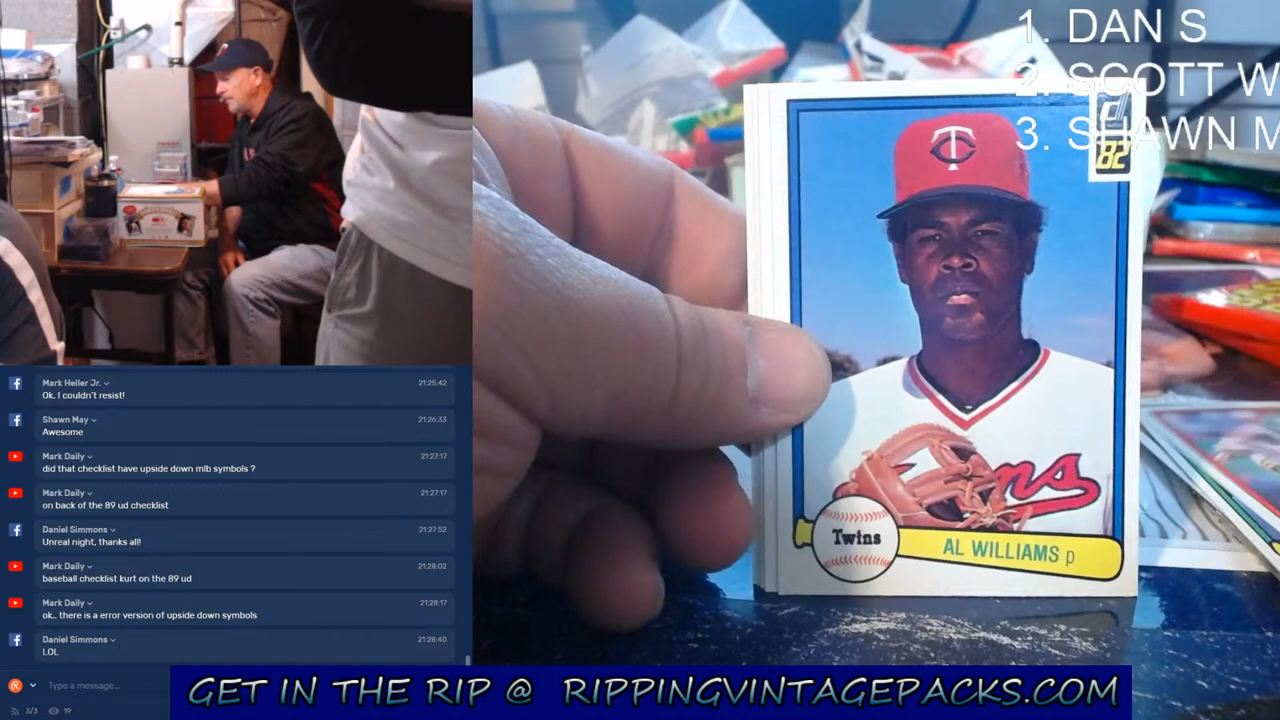 1. DAN S
2. SCOTT W
3. SHAWN M
82
T C
Twins
AL WILLIAMS p
Mark Heller Jr.
21:25:42
Ok. I couldn't resist!
Shawn May
21:26:33
Awesome
Mark Daily
21:27:17
did that checklist have upside down mlb symbols ?
Mark Daily
21:27:17
on back of the 89 ud checklist
Daniel Simmons
21:27:52
Unreal night, thanks all!
Mark Daily
21:28:02
baseball checklist kurt on the 89 ud
Mark Daily
21:28:17
ok.. there is a error version of upside down symbols
Daniel Simmons
21:28:40
LOL
Type a message...
3/3 19
GET IN THE RIP @ RIPPINGVINTAGEPACKS.COM